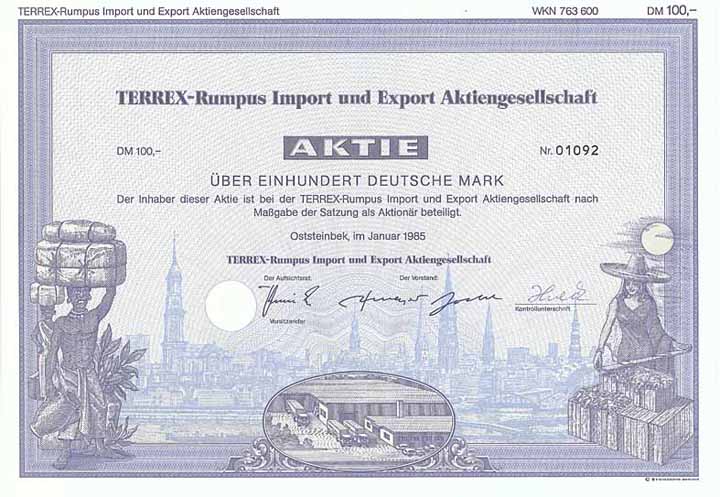 TERREX-Rumpus Import und Export Aktiengesellschaft WKN 763 600 DM 100,–
TERREX-Rumpus Import und Export Aktiengesellschaft
DM 100,– AKTIE Nr. 01092
ÜBER EINHUNDERT DEUTSCHE MARK
Der Inhaber dieser Aktie ist bei der TERREX-Rumpus Import und Export Aktiengesellschaft nach
Maßgabe der Satzung als Aktionär beteiligt.
Oststeinbek, im Januar 1985
TERREX-Rumpus Import und Export Aktiengesellschaft
Der Aufsichtsrat: Der Vorstand:
Vorsitzender Kontrollunterschrift